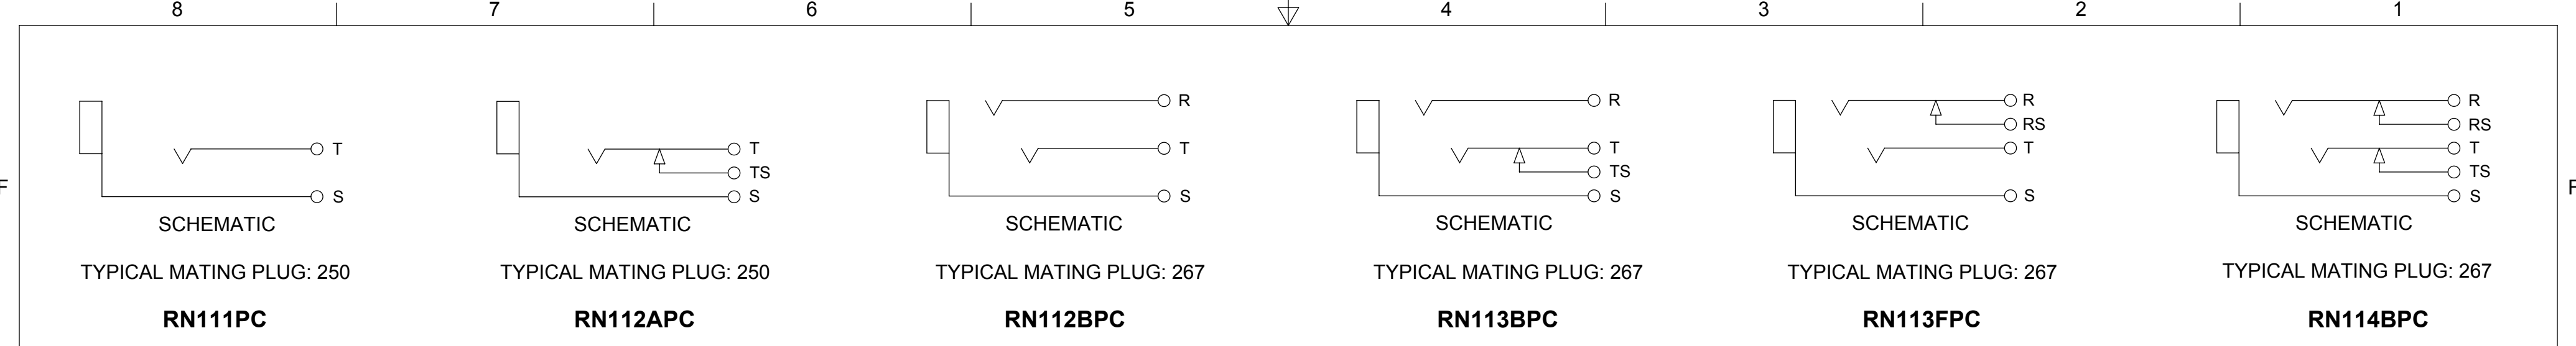 8 7 6 5 4 3 2 1
T
S
SCHEMATIC
TYPICAL MATING PLUG: 250
RN111PC
T
TS
S
SCHEMATIC
TYPICAL MATING PLUG: 250
RN112APC
R
T
S
SCHEMATIC
TYPICAL MATING PLUG: 267
RN112BPC
R
T
TS
S
SCHEMATIC
TYPICAL MATING PLUG: 267
RN113BPC
R
RS
T
S
SCHEMATIC
TYPICAL MATING PLUG: 267
RN113FPC
R
RS
T
TS
S
SCHEMATIC
TYPICAL MATING PLUG: 267
RN114BPC
F
F